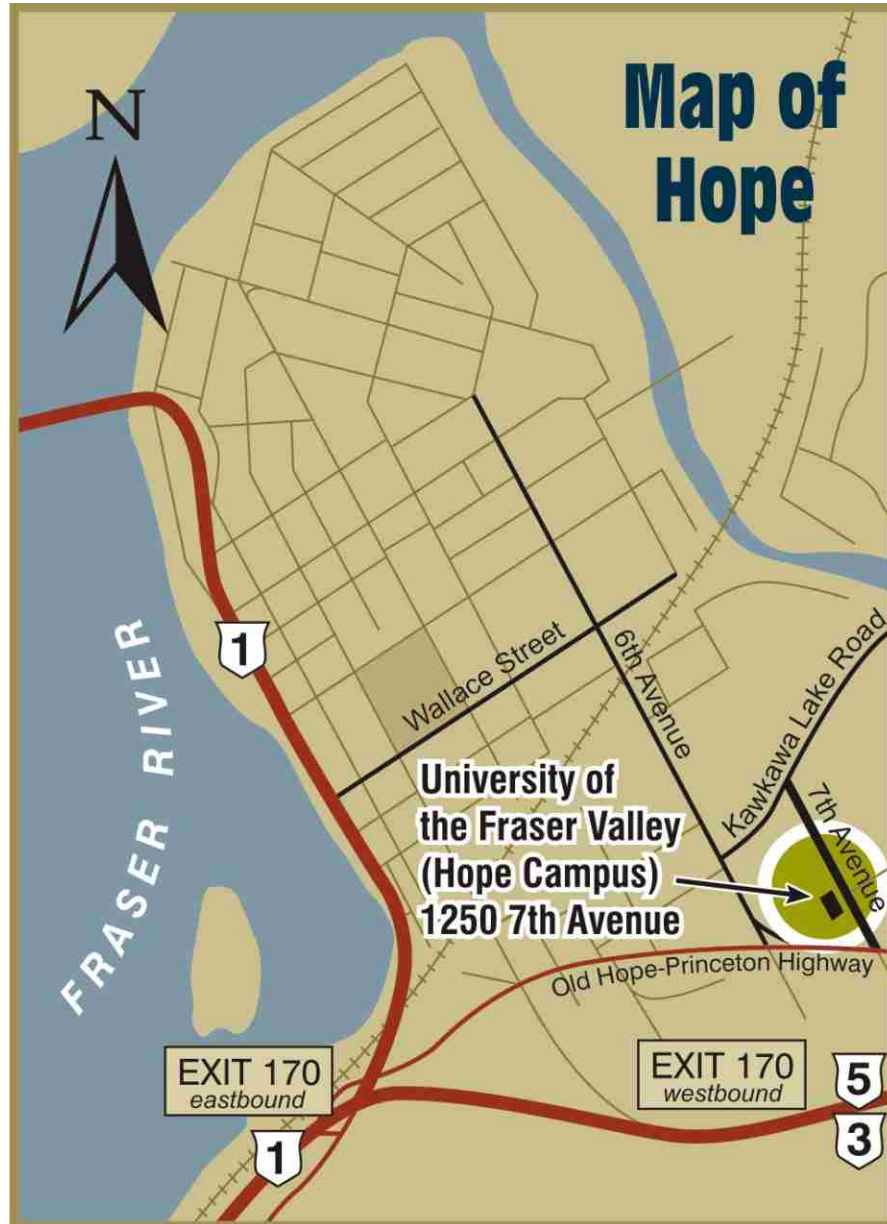 Map of
Hope
N
1
FRASER RIVER
Wallace Street
6th Avenue
Kawkawa Lake Road
7th Avenue
University of
the Fraser Valley
(Hope Campus)
1250 7th Avenue
Old Hope-Princeton Highway
EXIT 170
eastbound
EXIT 170
westbound
5
3
1